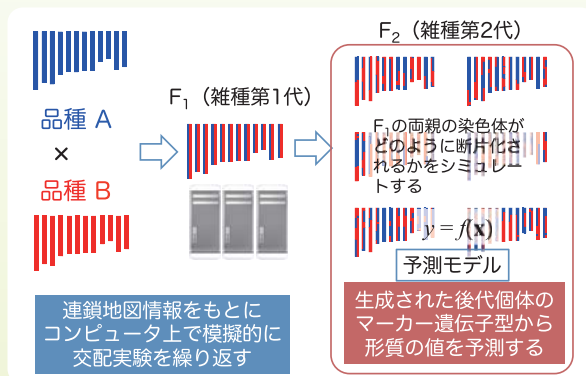 品種 A
×
品種 B
F₁（雑種第1代）
F₂（雑種第2代）
F₁の両親の染色体が
どのように断片化さ
れるかをシミュレー
トする
y = f(x)
予測モデル
連鎖地図情報をもとに
コンピュータ上で模擬的に
交配実験を繰り返す
生成された後代個体の
マーカー遺伝子型から
形質の値を予測する